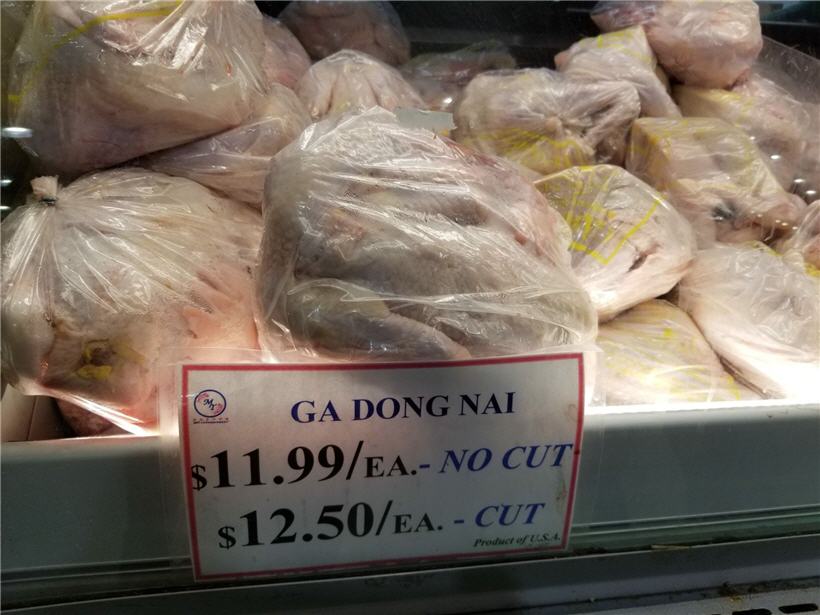 GA DONG NAI
$11.99/EA.- NO CUT
$12.50/EA. - CUT
Product of U.S.A.